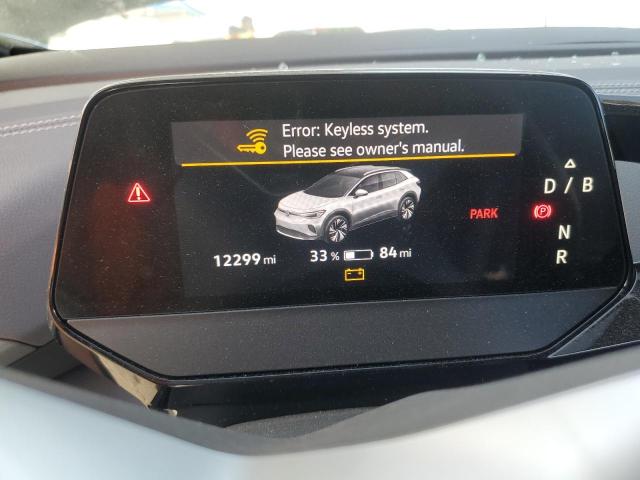 Error: Keyless system.
Please see owner's manual.
D / B
PARK
P
N
12299 mi
33 %
84 mi
R